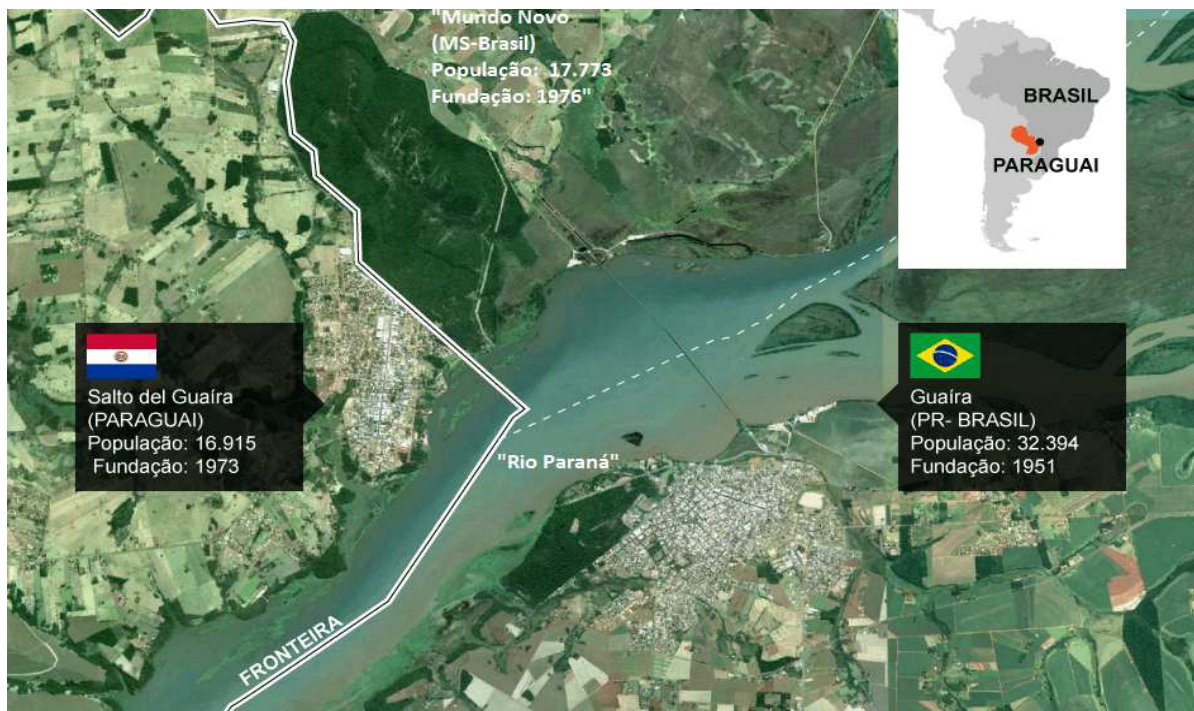 "Mundo Novo
(MS-Brasil)
População: 17.773
Fundação: 1976"
BRASIL
PARAGUAI
Salto del Guaíra
(PARAGUAI)
População: 16.915
Fundação: 1973
Guaíra
(PR- BRASIL)
População: 32.394
Fundação: 1951
"Rio Paraná"
FRONTEIRA